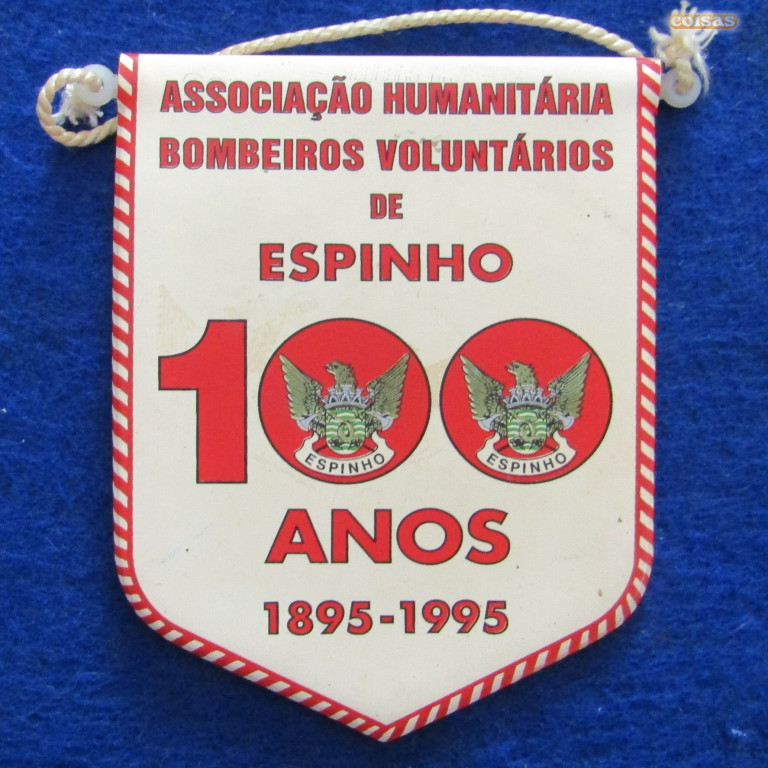 coisas
ASSOCIAÇÃO HUMANITÁRIA
BOMBEIROS VOLUNTÁRIOS
DE
ESPINHO
100
ESPINHO ESPINHO
ANOS
1895-1995